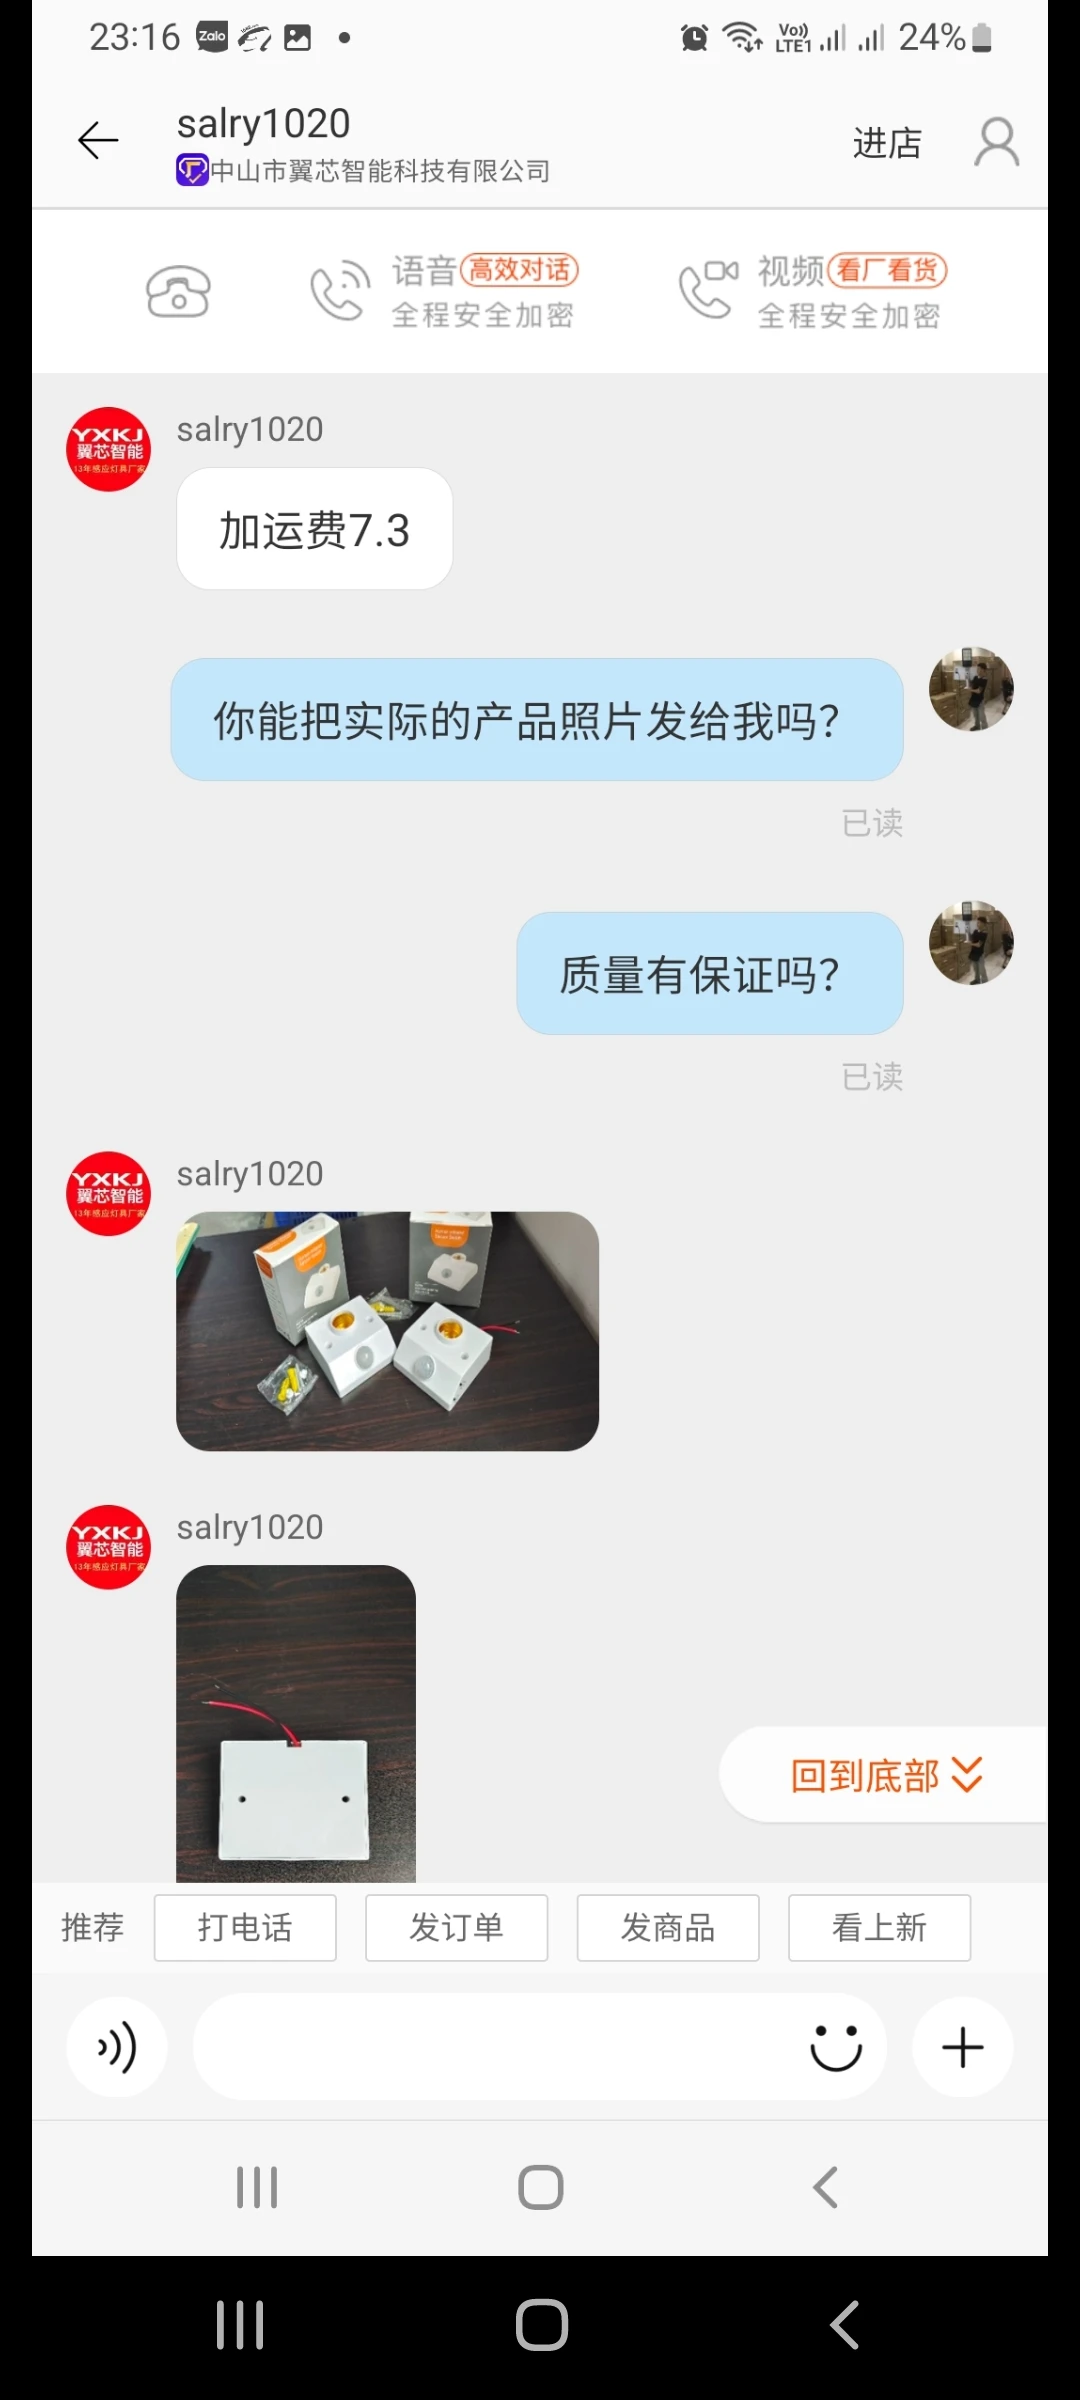 23:16
Zalo
Vo))
LTE1
24%
salry1020
中山市翼芯智能科技有限公司
进店
语音 高效对话
全程安全加密
视频 看厂看货
全程安全加密
YXKJ
翼芯智能
13年感应灯具厂家
salry1020
加运费7.3
你能把实际的产品照片发给我吗?
已读
质量有保证吗?
已读
YXKJ
翼芯智能
13年感应灯具厂家
salry1020
YXKJ
翼芯智能
13年感应灯具厂家
salry1020
回到底部
推荐
打电话
发订单
发商品
看上新